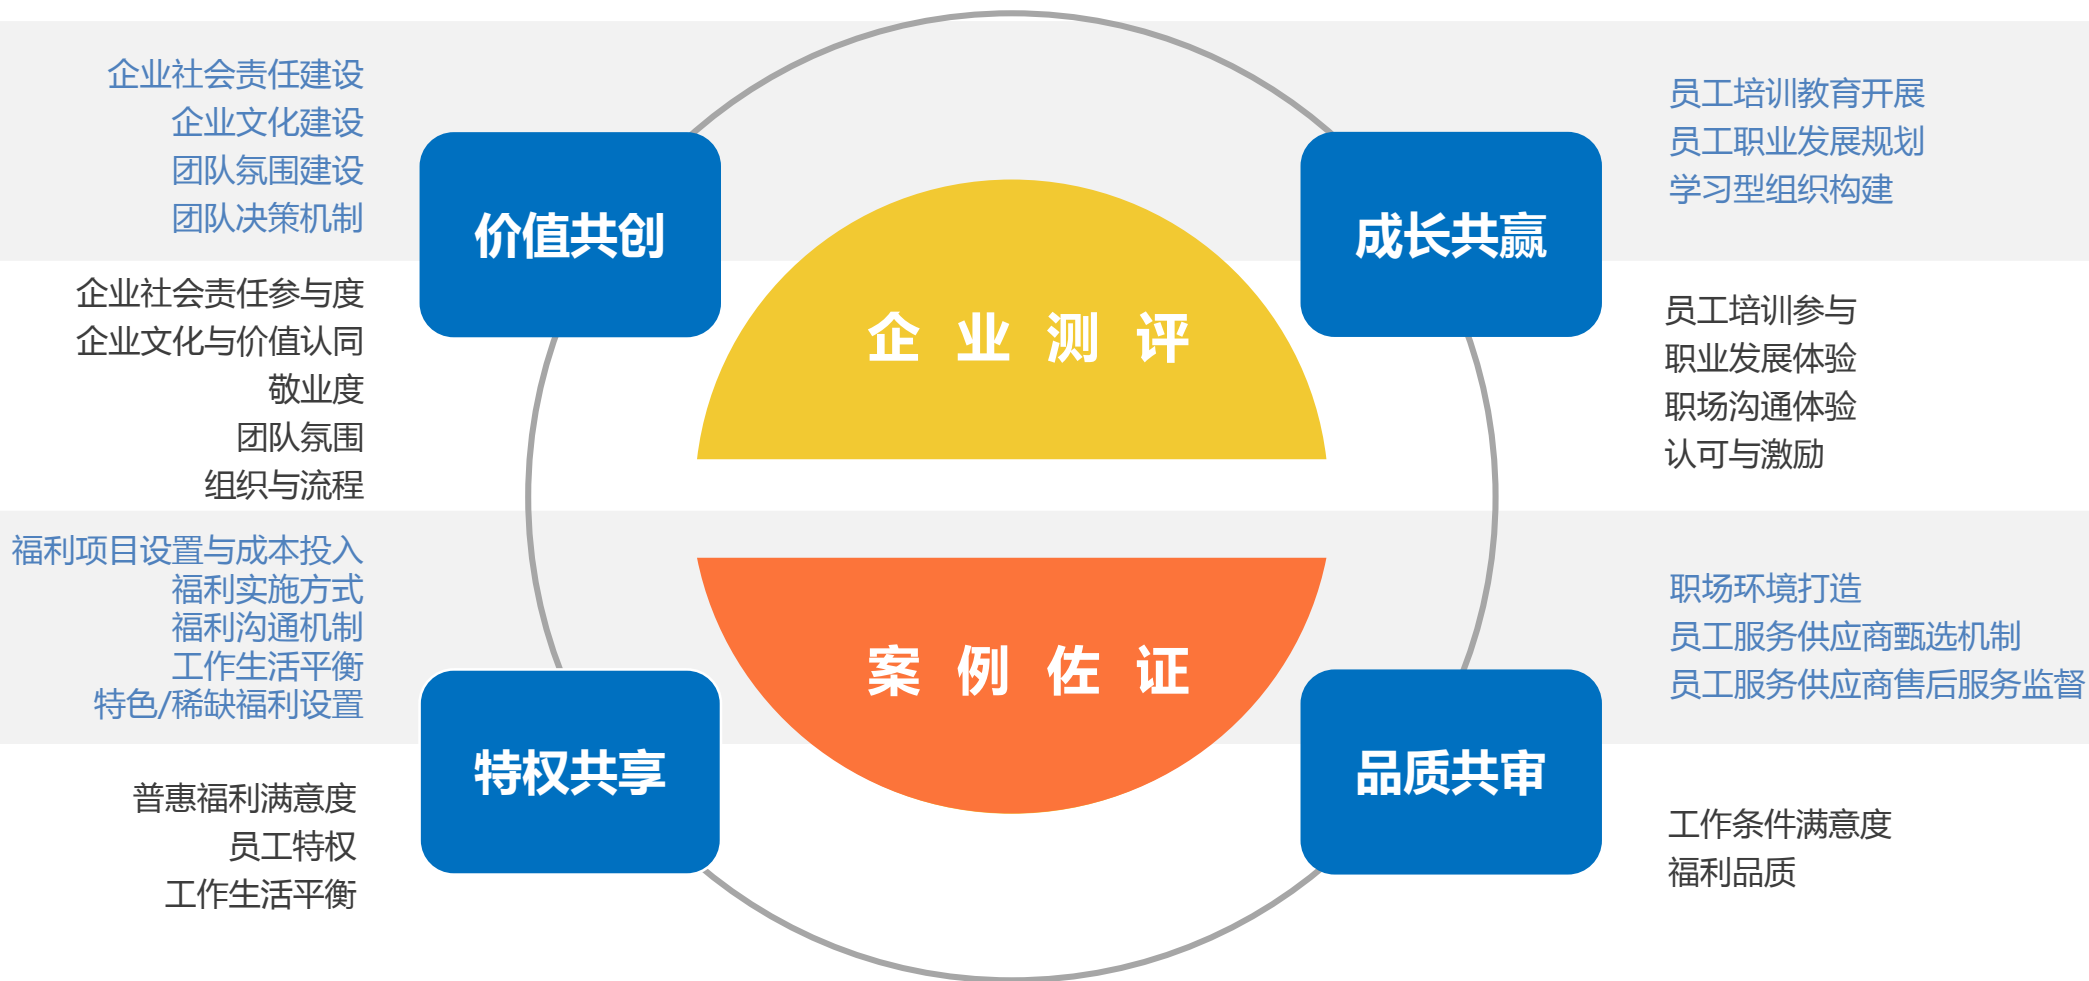 企业社会责任建设
企业文化建设
团队氛围建设
团队决策机制
企业社会责任参与度
企业文化与价值认同
敬业度
团队氛围
组织与流程
价值共创
企业测评
成长共赢
员工培训教育开展
员工职业发展规划
学习型组织构建
员工培训参与
职业发展体验
职场沟通体验
认可与激励
福利项目设置与成本投入
福利实施方式
福利沟通机制
工作生活平衡
特色/稀缺福利设置
普惠福利满意度
员工特权
工作生活平衡
特权共享
案例佐证
品质共审
职场环境打造
员工服务供应商甄选机制
员工服务供应商售后服务监督
工作条件满意度
福利品质